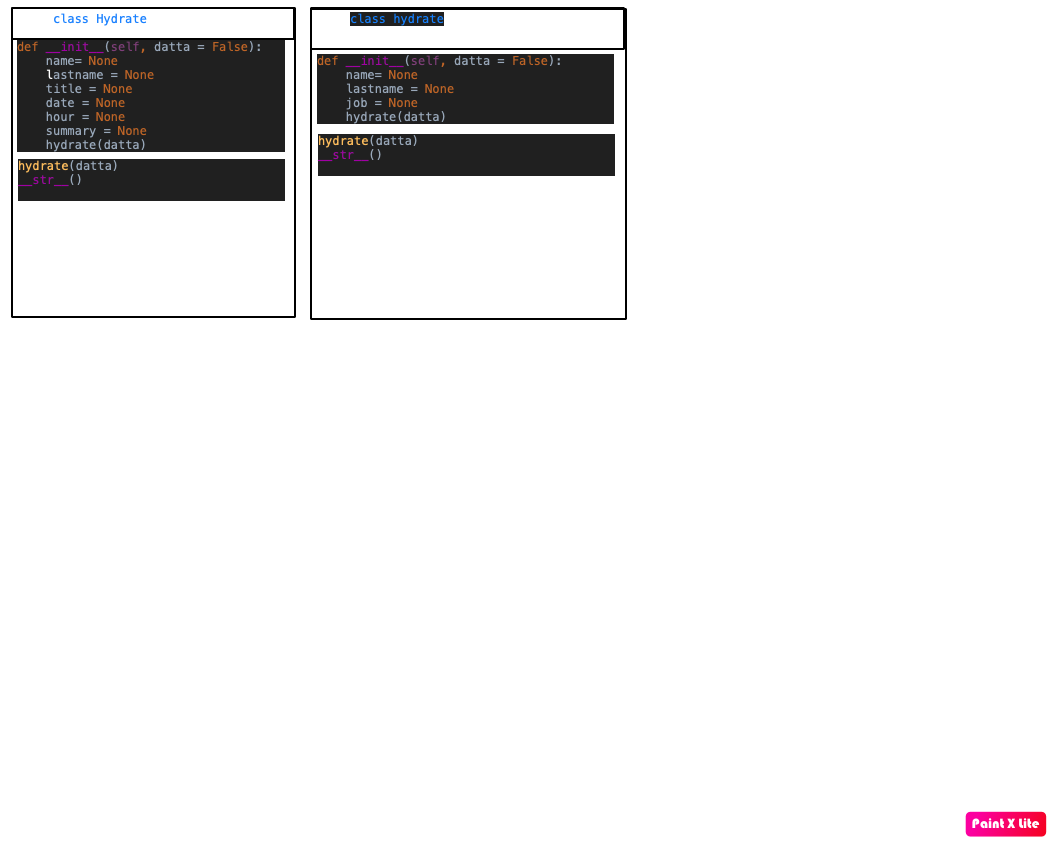 class Hydrate
def __init__(self, datta = False):
    name= None
    lastname = None
    title = None
    date = None
    hour = None
    summary = None
    hydrate(datta)
hydrate(datta)
__str__()
class hydrate
def __init__(self, datta = False):
    name= None
    lastname = None
    job = None
    hydrate(datta)
hydrate(datta)
__str__()
Paint X Lite